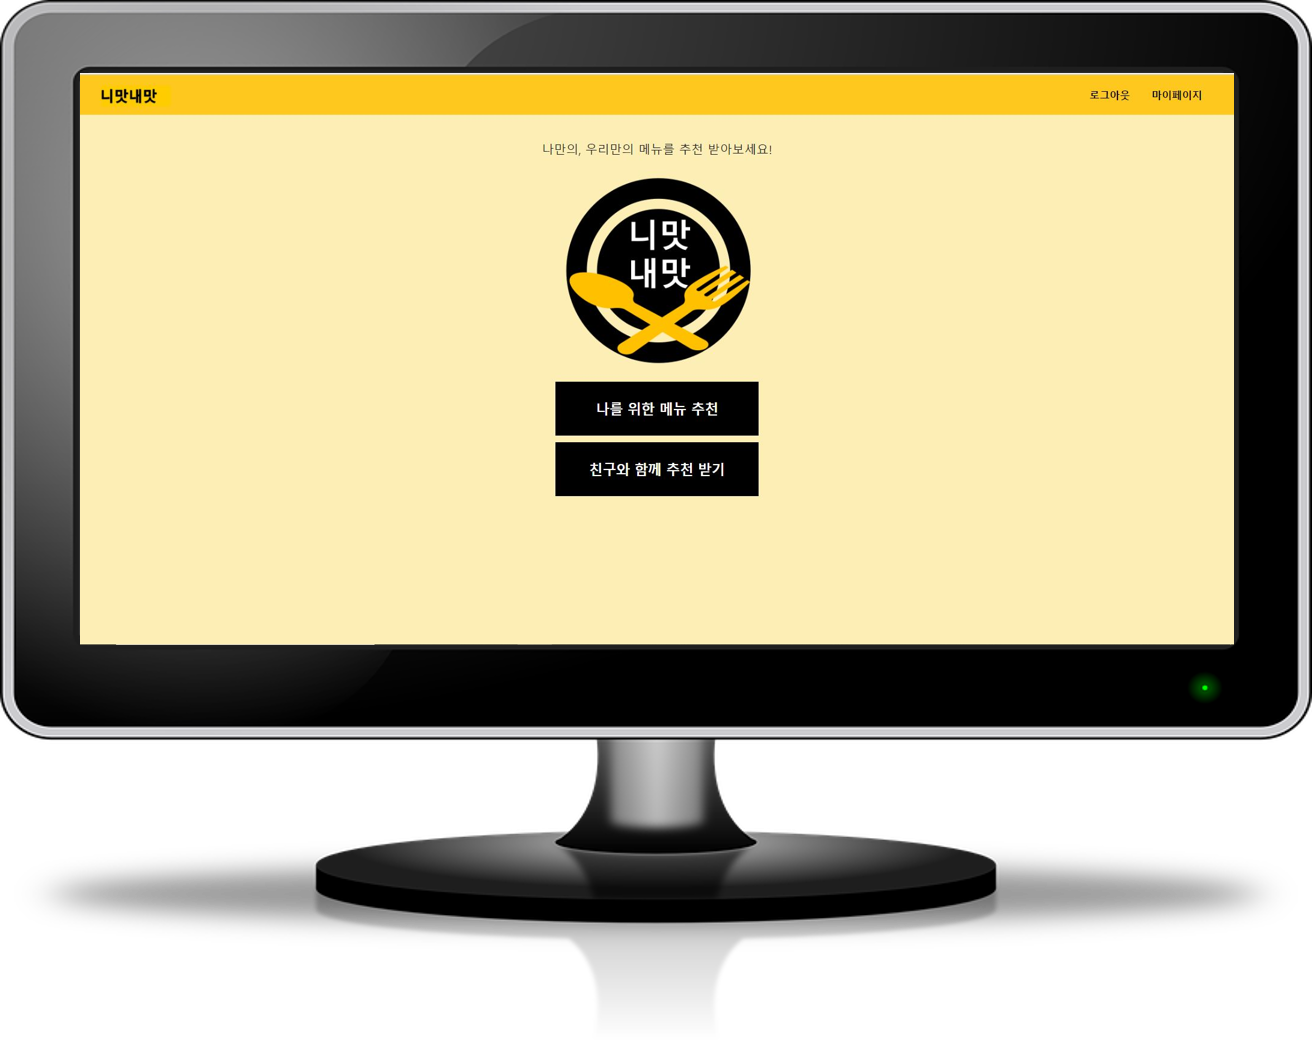 니맛내맛
로그아웃 마이페이지
나만의, 우리만의 메뉴를 추천 받아보세요!
니맛
내맛
나를 위한 메뉴 추천
친구와 함께 추천 받기